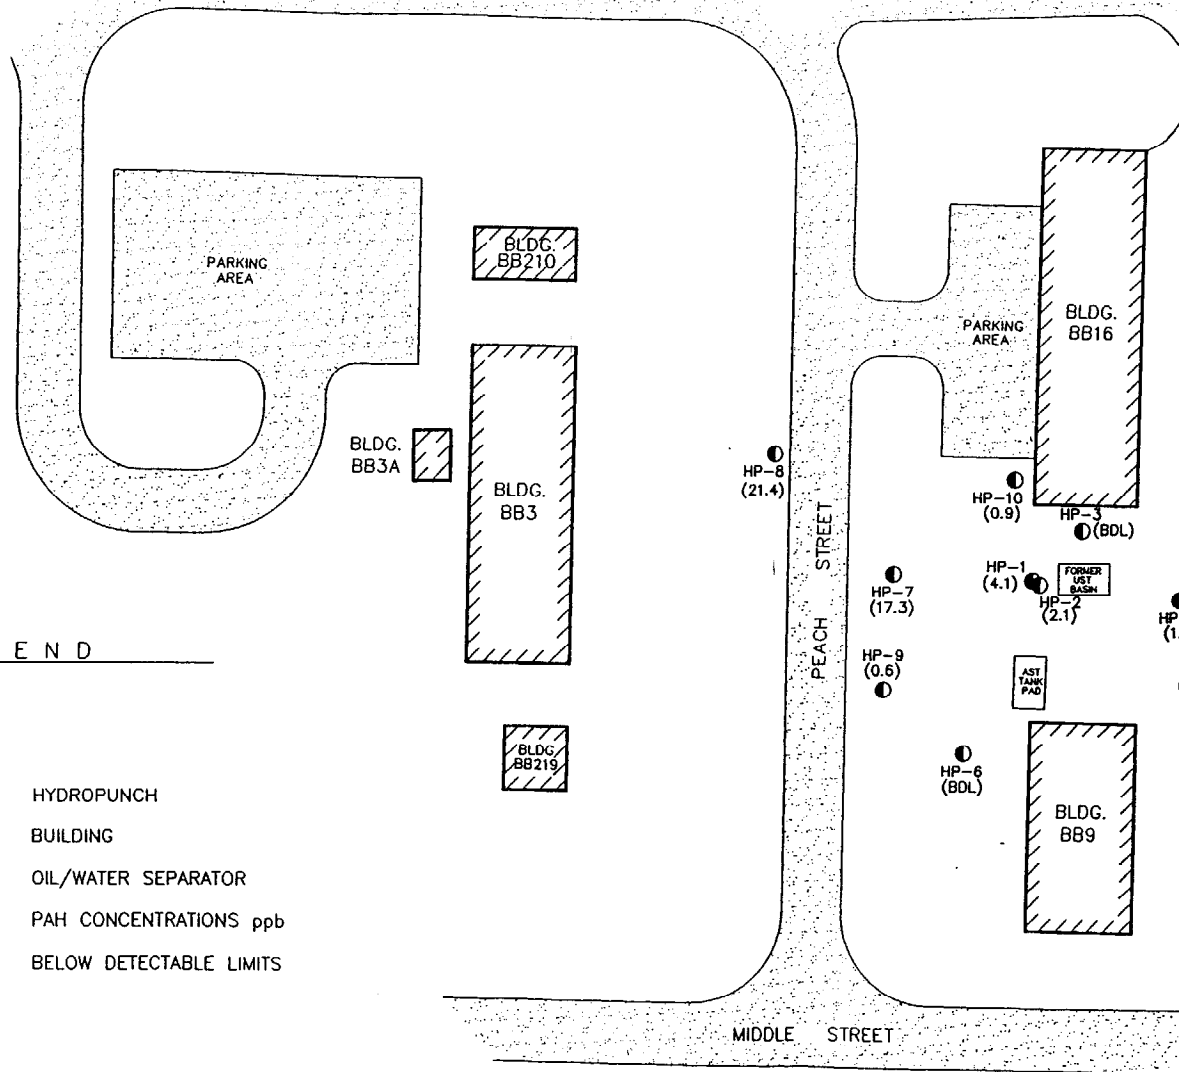 PARKING
AREA
BLDG.
BB210
BLDG.
BB16
PARKING
AREA
BLDG.
BB3A
BLDG.
BB3
HP-8
(21.4)
HP-10
(0.9)
HP-3
(BDL)
HP-1
(4.1)
FORMER
UST
BASIN
HP-2
(2.1)
HP-7
(17.3)
HP
(1.
PEACH STREET
HP-9
(0.6)
AST
TANK
PAD
E N D
BLDG.
BB219
HP-6
(BDL)
BLDG.
BB9
HYDROPUNCH
BUILDING
OIL/WATER SEPARATOR
PAH CONCENTRATIONS ppb
BELOW DETECTABLE LIMITS
MIDDLE STREET